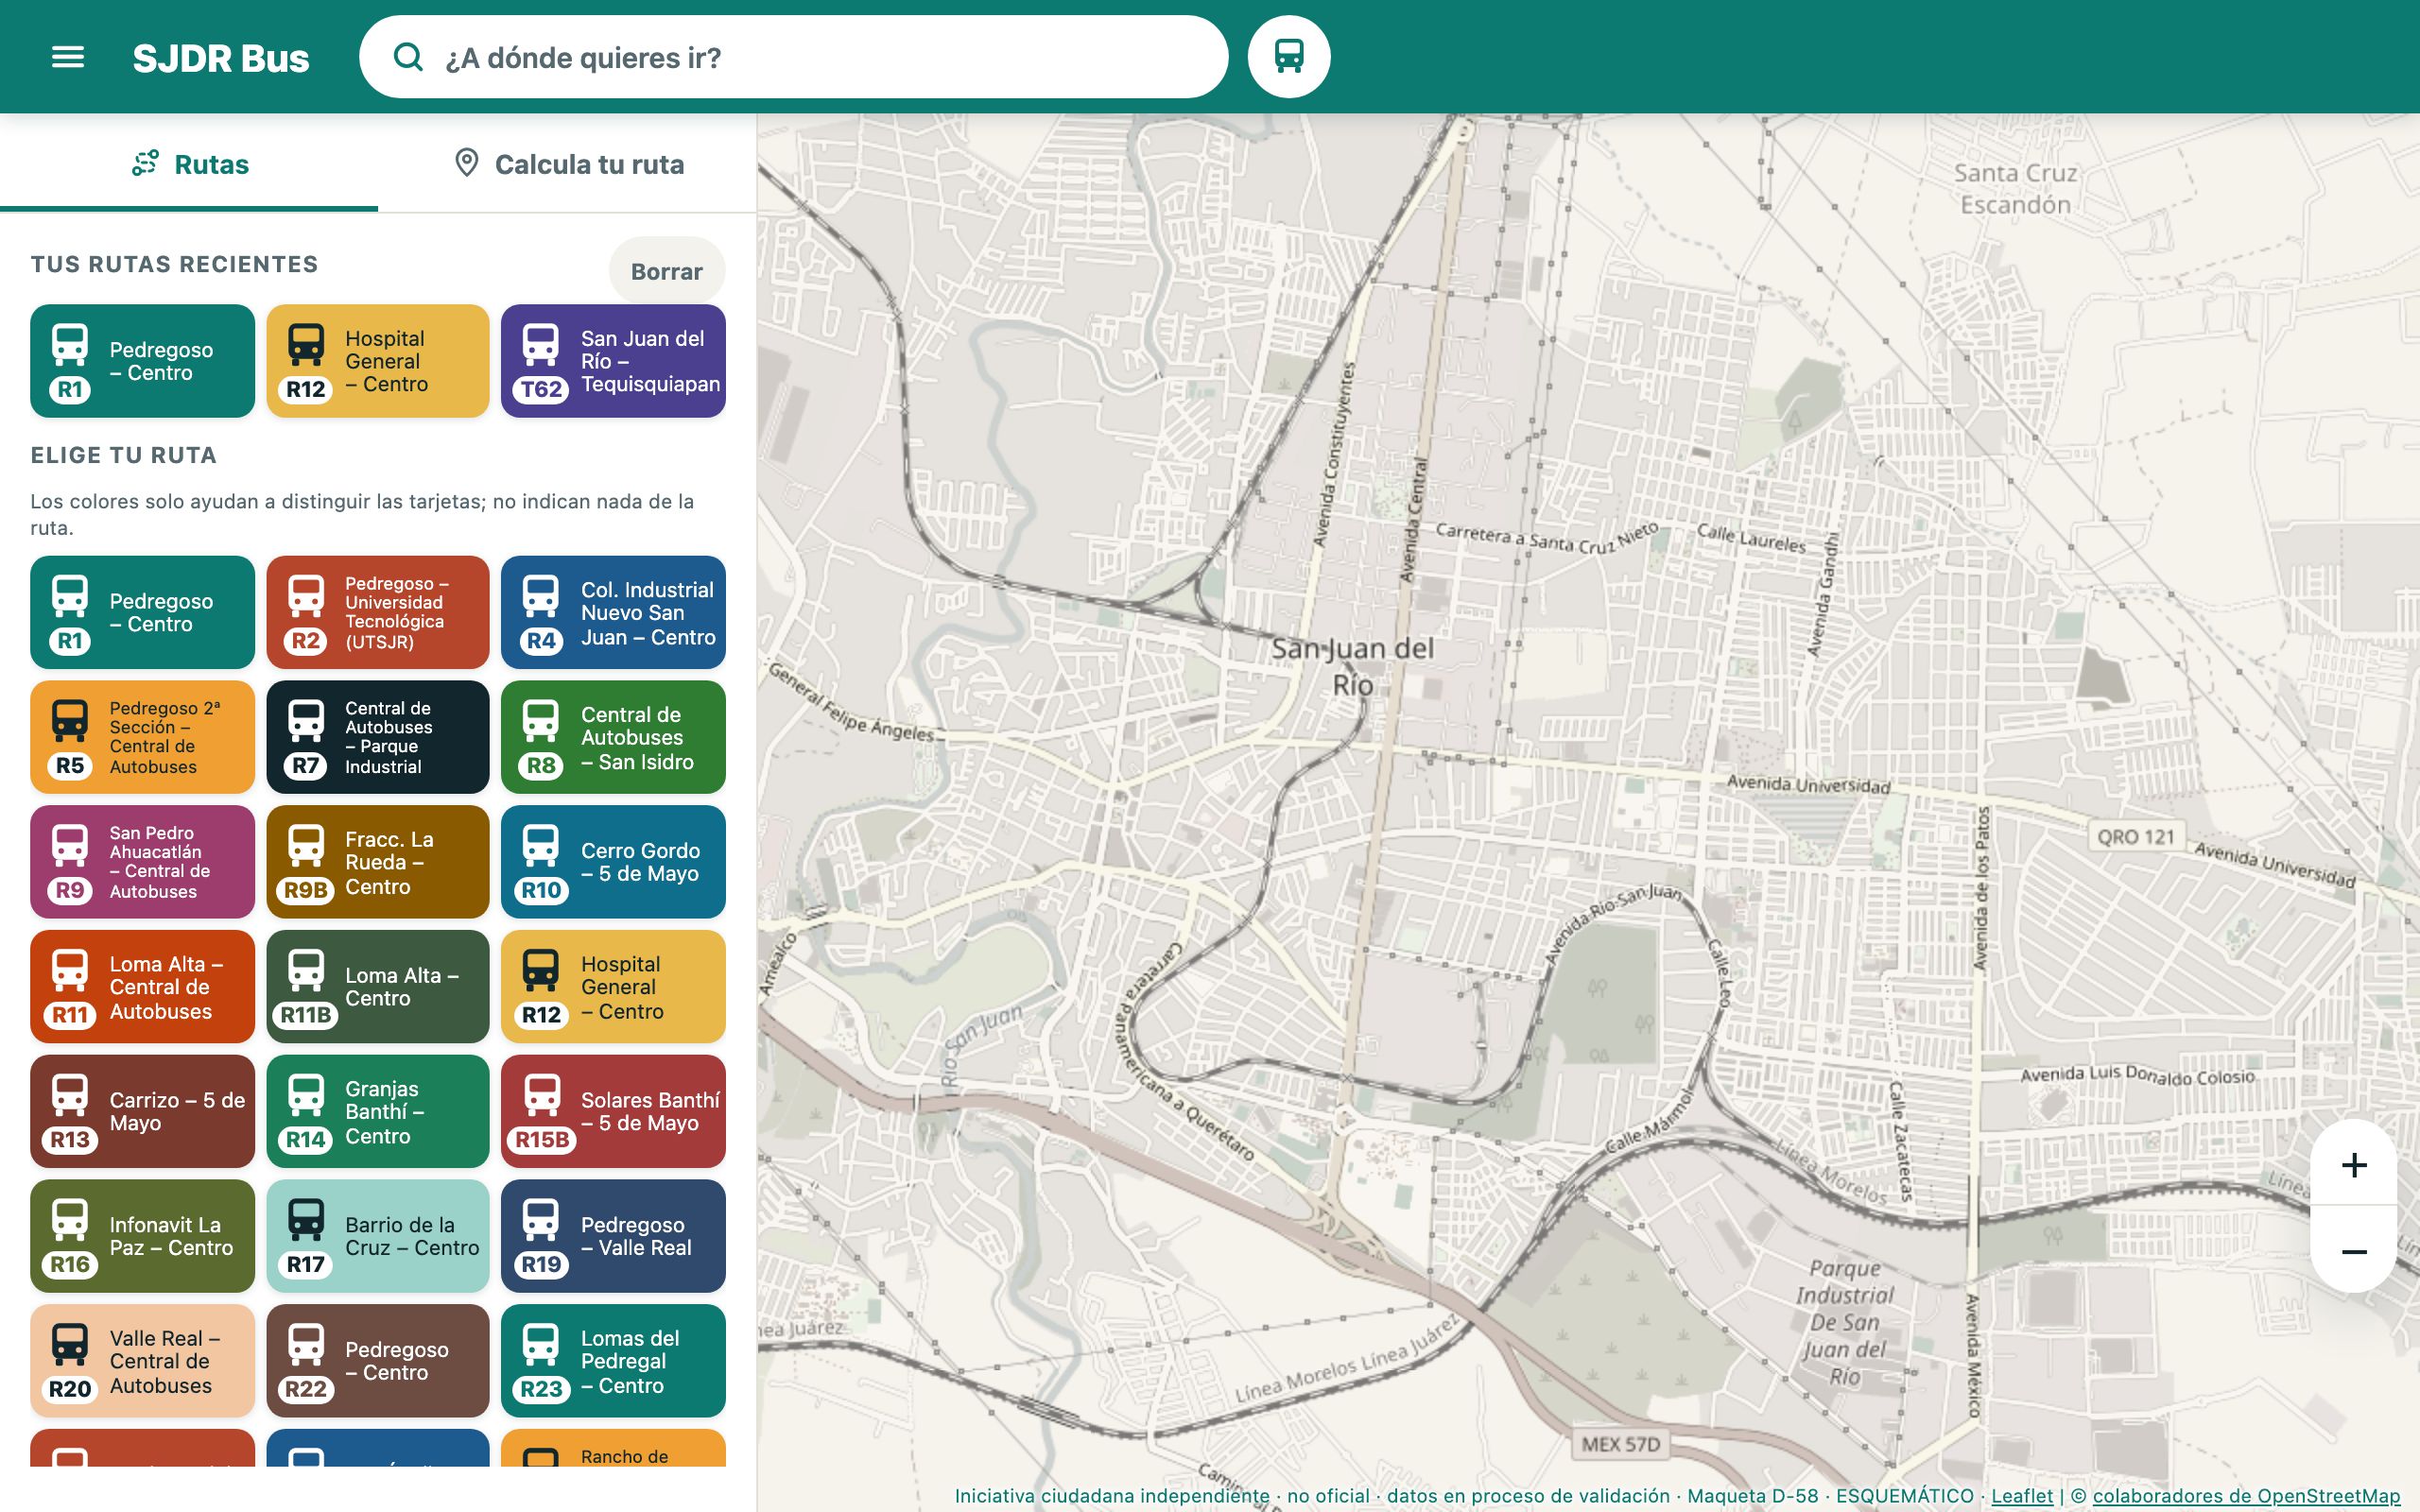 SJDR Bus
¿A dónde quieres ir?
Rutas
Calcula tu ruta
TUS RUTAS RECIENTES
Borrar
R1
Pedregoso
– Centro
R12
Hospital
General
– Centro
T62
San Juan del
Río –
Tequisquiapan
ELIGE TU RUTA
Los colores solo ayudan a distinguir las tarjetas; no indican nada de la
ruta.
R1
Pedregoso
– Centro
R2
Pedregoso –
Universidad
Tecnológica
(UTSJR)
R4
Col. Industrial
Nuevo San
Juan – Centro
R5
Pedregoso 2ª
Sección –
Central de
Autobuses
R7
Central de
Autobuses
– Parque
Industrial
R8
Central de
Autobuses
– San Isidro
R9
San Pedro
Ahuacatlán
– Central de
Autobuses
R9B
Fracc. La
Rueda –
Centro
R10
Cerro Gordo
– 5 de Mayo
R11
Loma Alta –
Central de
Autobuses
R11B
Loma Alta –
Centro
R12
Hospital
General
– Centro
R13
Carrizo – 5 de
Mayo
R14
Granjas
Banthí –
Centro
R15B
Solares Banthí
– 5 de Mayo
R16
Infonavit La
Paz – Centro
R17
Barrio de la
Cruz – Centro
R19
Pedregoso
– Valle Real
R20
Valle Real –
Central de
Autobuses
R22
Pedregoso
– Centro
R23
Lomas del
Pedregal
– Centro
Rancho de
Santa Cruz
Escandón
Avenida Constituyentes
Avenida Central
Carretera a Santa Cruz Nieto
Calle Laureles
Avenida Gandhi
San Juan del
Río
General Felipe Ángeles
Avenida Universidad
QRO 121
Avenida Universidad
Avenida de los Patos
Avenida Río San Juan
Calle Leo
Amealco
Carretera Panamericana a Querétaro
Río San Juan
Avenida Luis Donaldo Colosio
Calle Zacatecas
Calle Mármol
Línea Morelos
Línea
Parque
Industrial
De San
Juan del
Río
Avenida México
nea Juárez
Línea Morelos Línea Juárez
MEX 57D
+
−
Iniciativa ciudadana independiente · no oficial · datos en proceso de validación · Maqueta D-58 · ESQUEMÁTICO · Leaflet | © colaboradores de OpenStreetMap